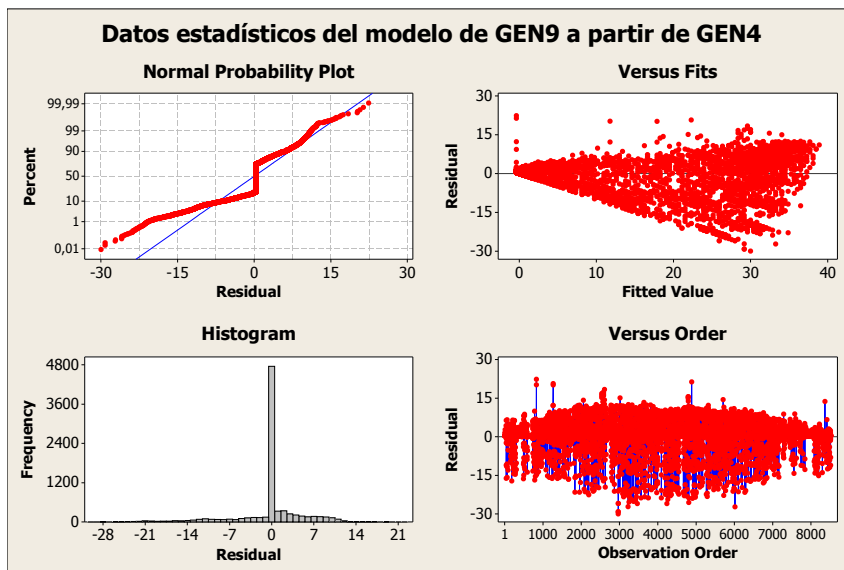 Datos estadísticos del modelo de GEN9 a partir de GEN4
Normal Probability Plot
99,99
99
90
50
10
1
0,01
Percent
-30 -15 0 15 30
Residual
Versus Fits
30
15
0
-15
-30
Residual
0 10 20 30 40
Fitted Value
Histogram
4800
3600
2400
1200
0
Frequency
-28 -21 -14 -7 0 7 14 21
Residual
Versus Order
30
15
0
-15
-30
Residual
1 1000 2000 3000 4000 5000 6000 7000 8000
Observation Order